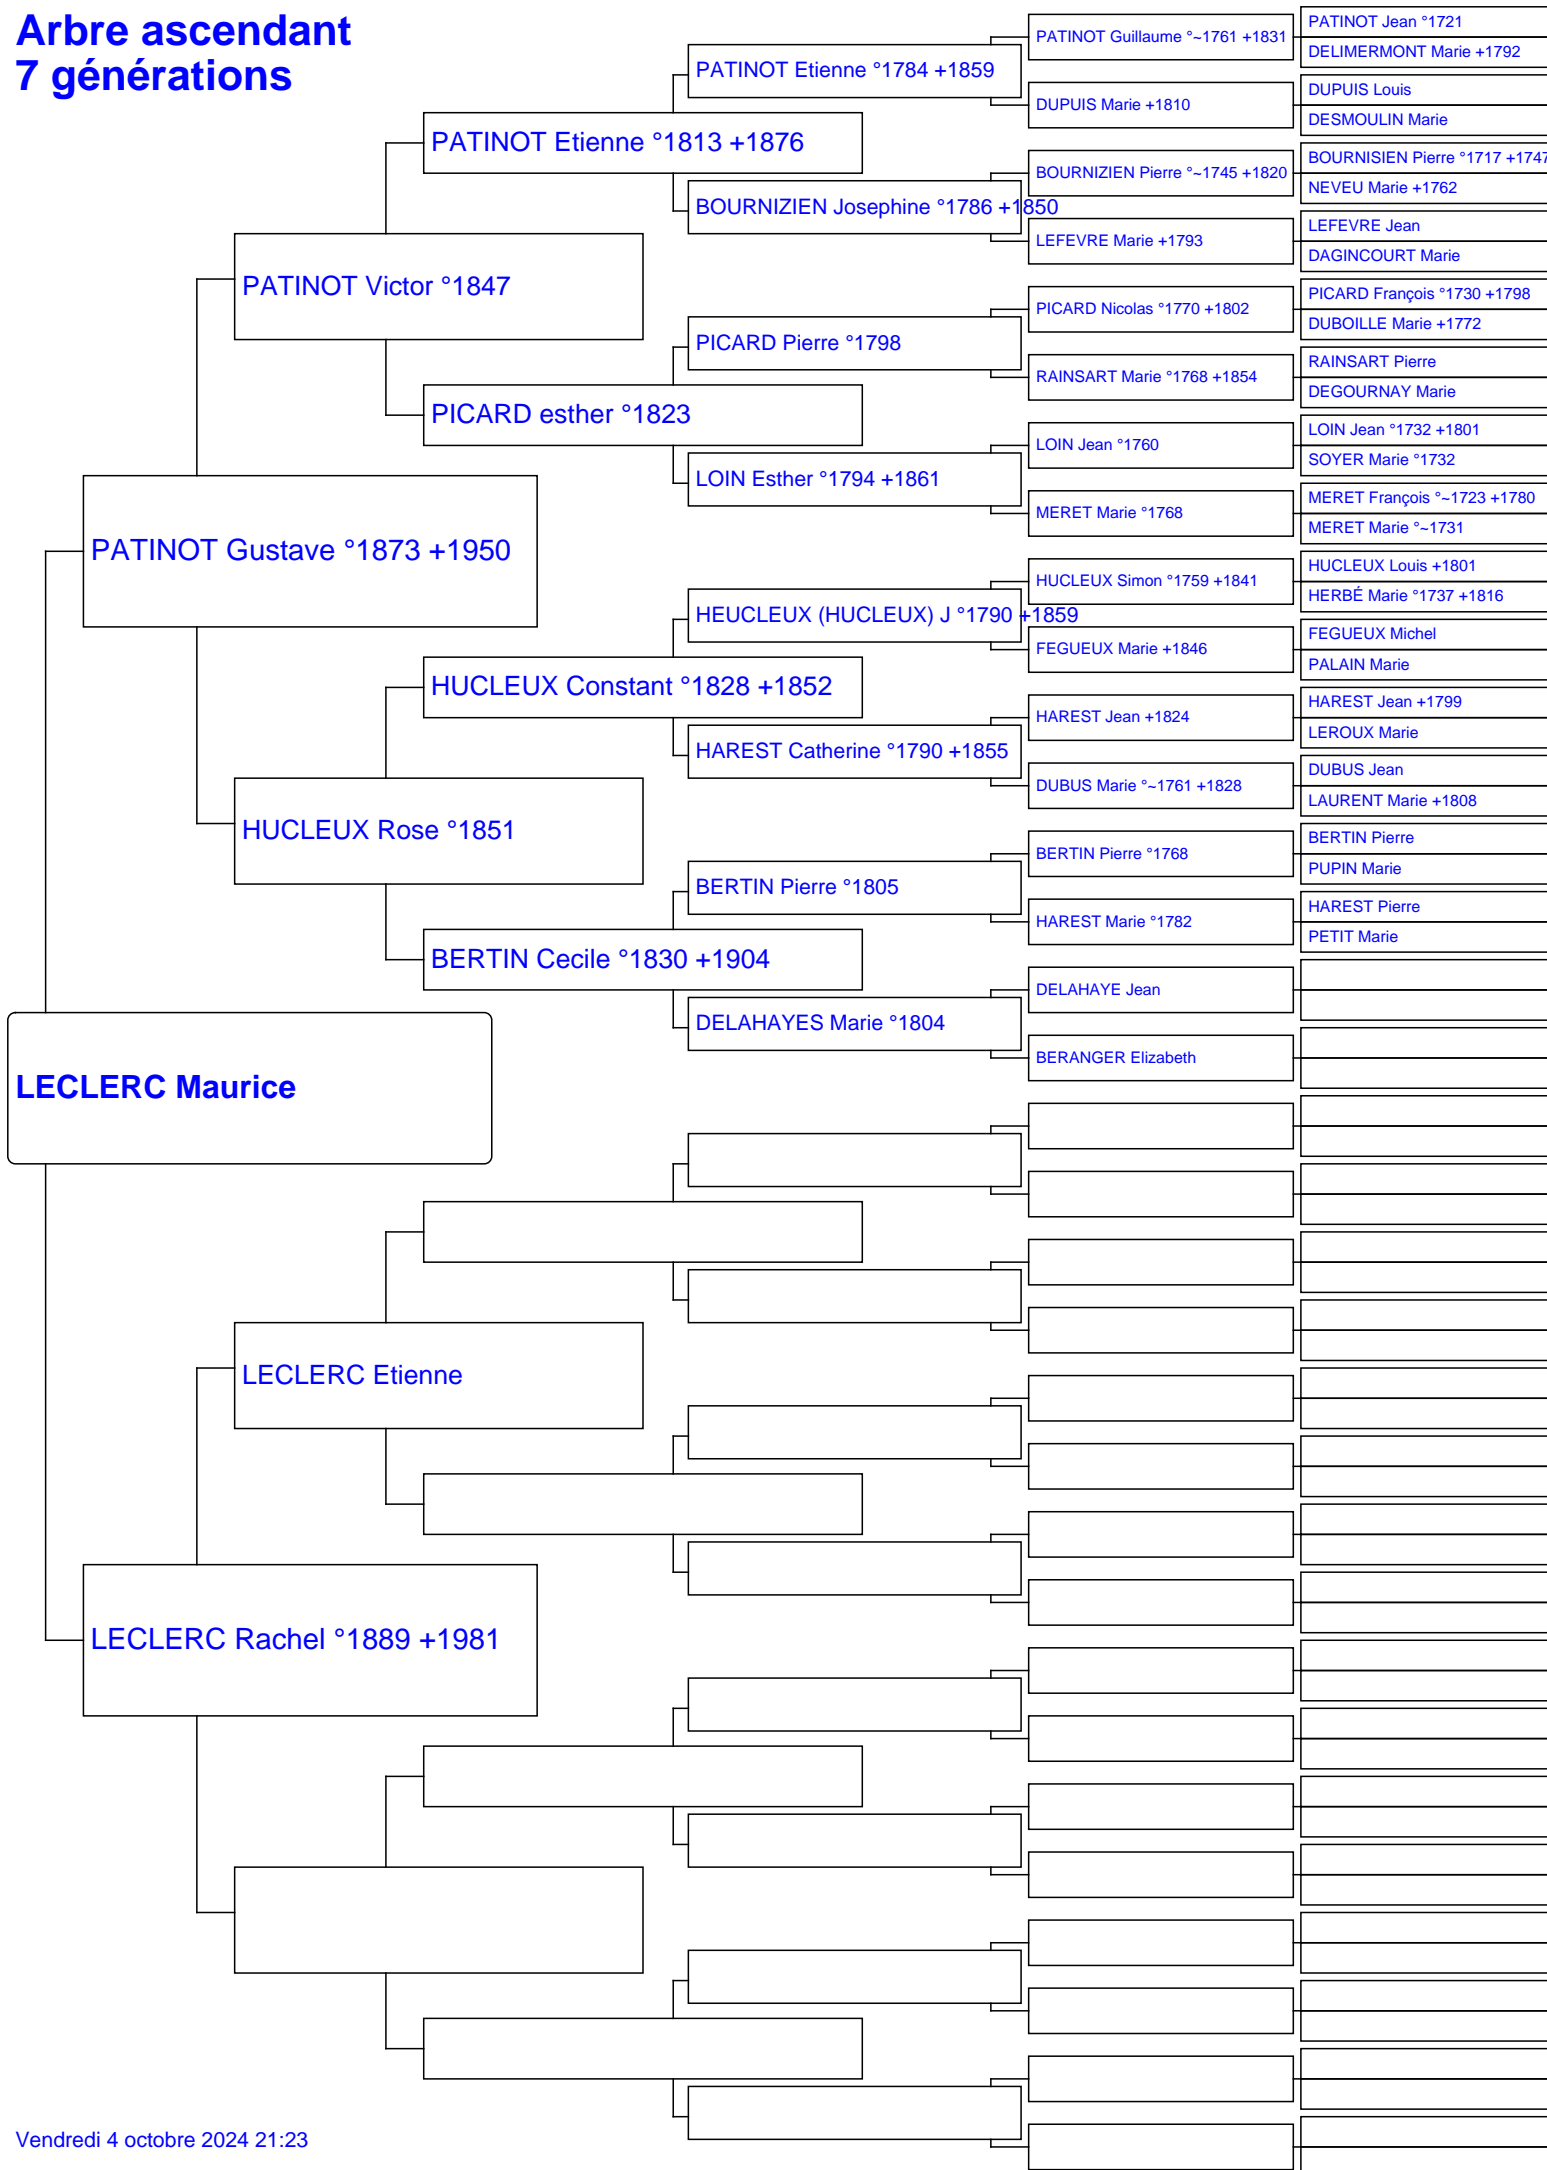 Arbre ascendant
7 générations
PATINOT Jean °1721
PATINOT Guillaume °~1761 +1831
DELIMERMONT Marie +1792
PATINOT Etienne °1784 +1859
DUPUIS Louis
DUPUIS Marie +1810
DESMOULIN Marie
PATINOT Etienne °1813 +1876
BOURNISIEN Pierre °1717 +1747
BOURNIZIEN Pierre °~1745 +1820
NEVEU Marie +1762
BOURNIZIEN Josephine °1786 +1850
LEFEVRE Jean
LEFEVRE Marie +1793
DAGINCOURT Marie
PATINOT Victor °1847
PICARD François °1730 +1798
PICARD Nicolas °1770 +1802
DUBOILLE Marie +1772
PICARD Pierre °1798
RAINSART Pierre
RAINSART Marie °1768 +1854
DEGOURNAY Marie
PICARD esther °1823
LOIN Jean °1732 +1801
LOIN Jean °1760
SOYER Marie °1732
LOIN Esther °1794 +1861
MERET François °~1723 +1780
MERET Marie °1768
MERET Marie °~1731
PATINOT Gustave °1873 +1950
HUCLEUX Louis +1801
HUCLEUX Simon °1759 +1841
HERBÉ Marie °1737 +1816
HEUCLEUX (HUCLEUX) J °1790 +1859
FEGUEUX Michel
FEGUEUX Marie +1846
PALAIN Marie
HUCLEUX Constant °1828 +1852
HAREST Jean +1799
HAREST Jean +1824
LEROUX Marie
HAREST Catherine °1790 +1855
DUBUS Jean
DUBUS Marie °~1761 +1828
LAURENT Marie +1808
HUCLEUX Rose °1851
BERTIN Pierre
BERTIN Pierre °1768
PUPIN Marie
BERTIN Pierre °1805
HAREST Pierre
HAREST Marie °1782
PETIT Marie
BERTIN Cecile °1830 +1904
DELAHAYE Jean
DELAHAYES Marie °1804
BERANGER Elizabeth
LECLERC Maurice
LECLERC Etienne
LECLERC Rachel °1889 +1981
Vendredi 4 octobre 2024 21:23